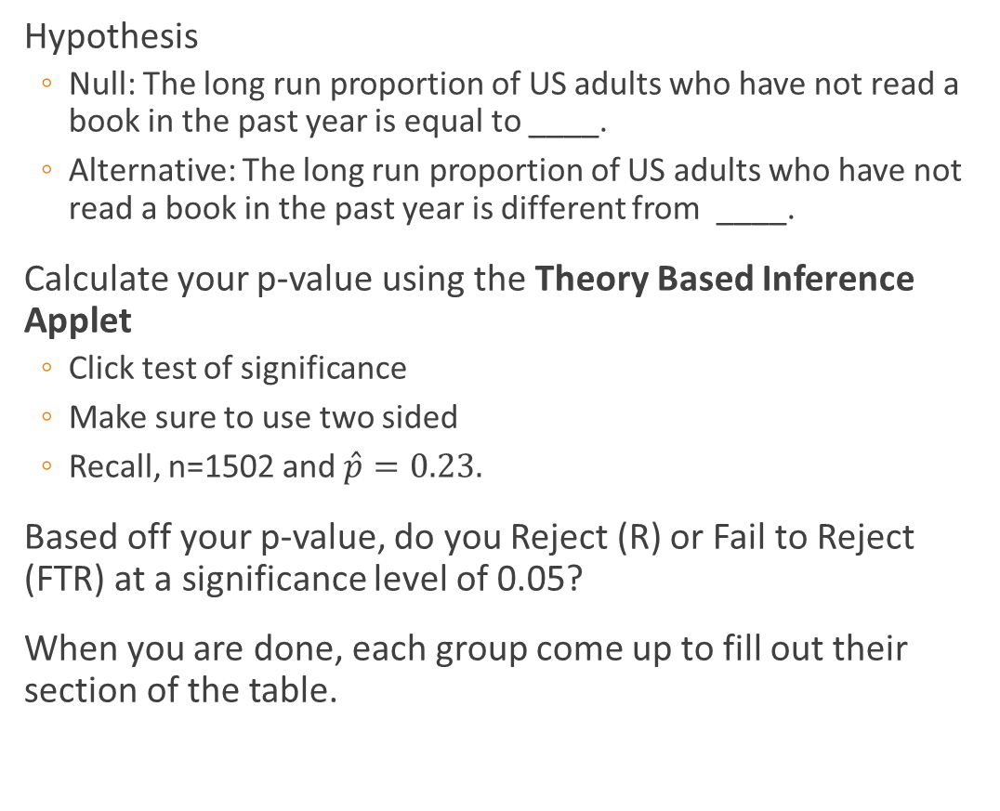 Hypothesis
◦ Null: The long run proportion of US adults who have not read a
book in the past year is equal to ____.
◦ Alternative: The long run proportion of US adults who have not
read a book in the past year is different from ____.
Calculate your p-value using the Theory Based Inference
Applet
◦ Click test of significance
◦ Make sure to use two sided
◦ Recall, n=1502 and p̂ = 0.23.
Based off your p-value, do you Reject (R) or Fail to Reject
(FTR) at a significance level of 0.05?
When you are done, each group come up to fill out their
section of the table.